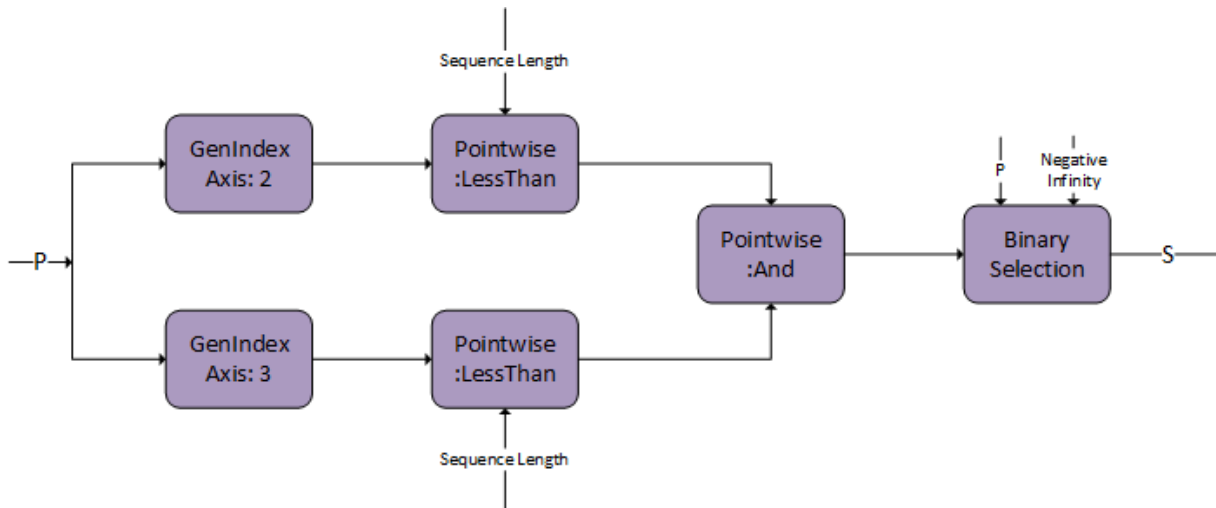 Sequence Length
GenIndex
Axis: 2
Pointwise
:LessThan
P
Negative
Infinity
P
Pointwise
:And
Binary
Selection
S
GenIndex
Axis: 3
Pointwise
:LessThan
Sequence Length